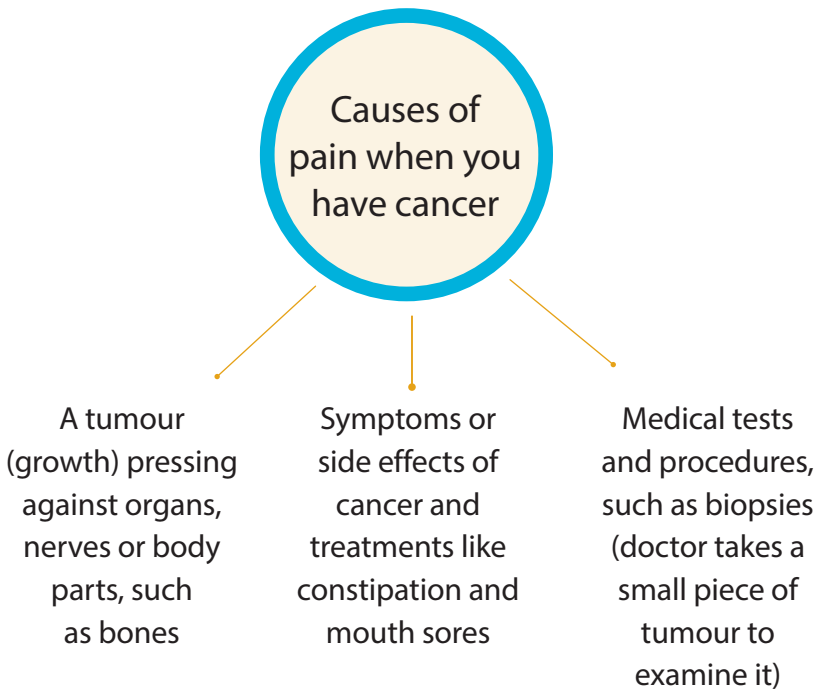 Causes of
pain when you
have cancer
A tumour
(growth) pressing
against organs,
nerves or body
parts, such
as bones
Symptoms or
side effects of
cancer and
treatments like
constipation and
mouth sores
Medical tests
and procedures,
such as biopsies
(doctor takes a
small piece of
tumour to
examine it)